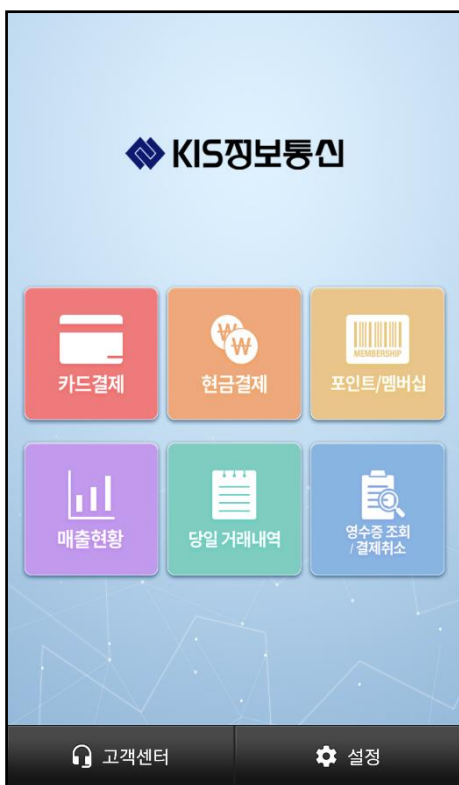 KIS정보통신
카드결제
현금결제
MEMBERSHIP
포인트/멤버십
매출현황
당일 거래내역
영수증 조회
/ 결제취소
고객센터
설정